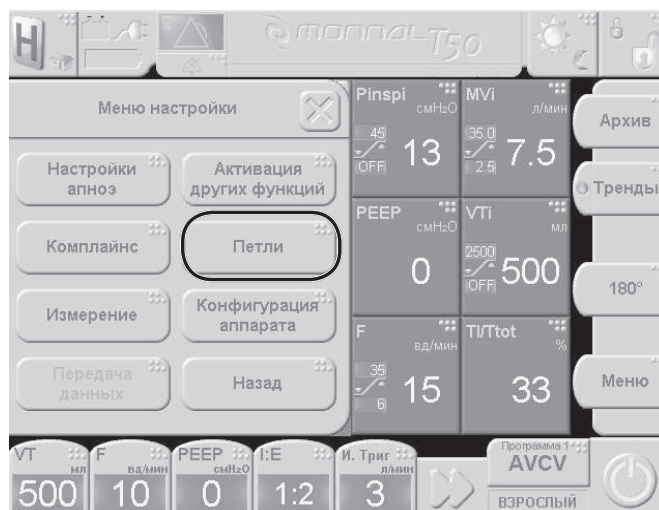 H
monnal T50
Меню настройки
Настройки апноэ
Активация других функций
Комплайнс
Петли
Измерение
Конфигурация аппарата
Передача данных
Назад
Pinspi
смH2O
45
OFF
13
MVi
л/мин
35.0
2.5
7.5
PEEP
смH2O
0
VTi
мл
2500
OFF
500
F
вд/мин
35
6
15
TI/Ttot
%
33
Архив
Тренды
180°
Меню
VT
мл
500
F
вд/мин
10
PEEP
смH2O
0
I:E
1:2
И. Триг
л/мин
3
Программа 1
AVCV
ВЗРОСЛЫЙ